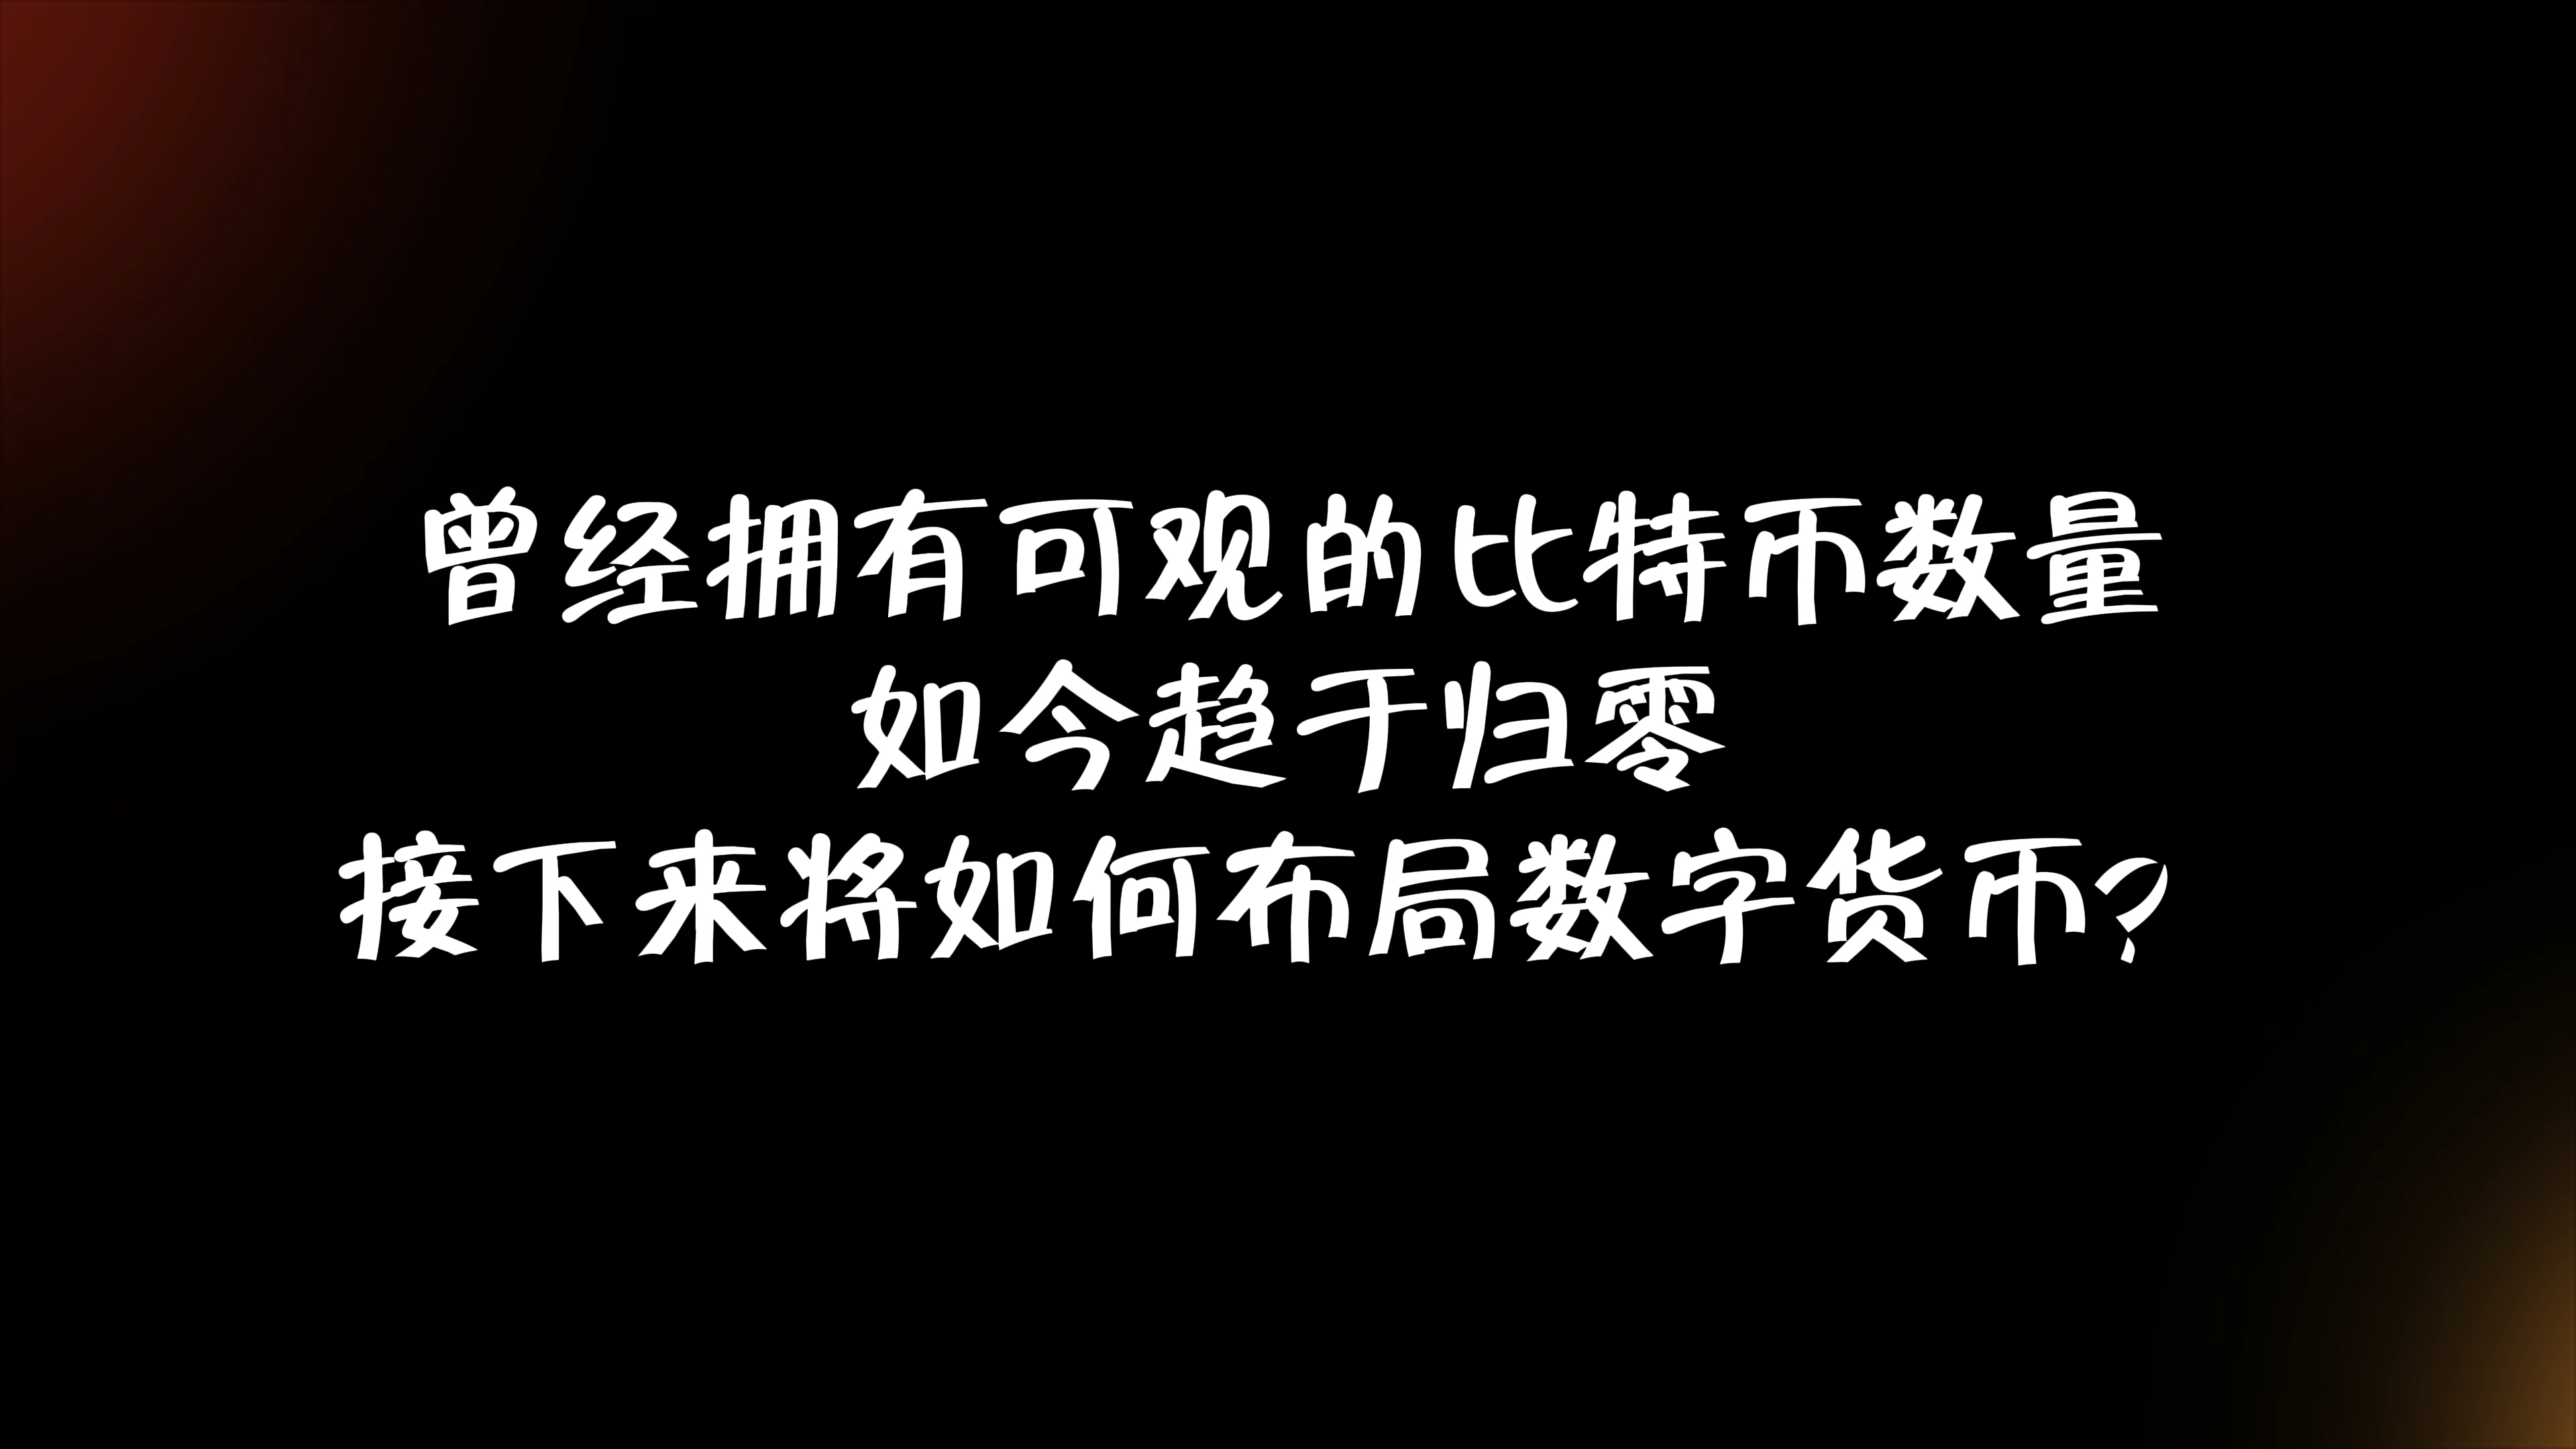 曾经拥有可观的比特币数量
如今趋于归零
接下来将如何布局数字货币?